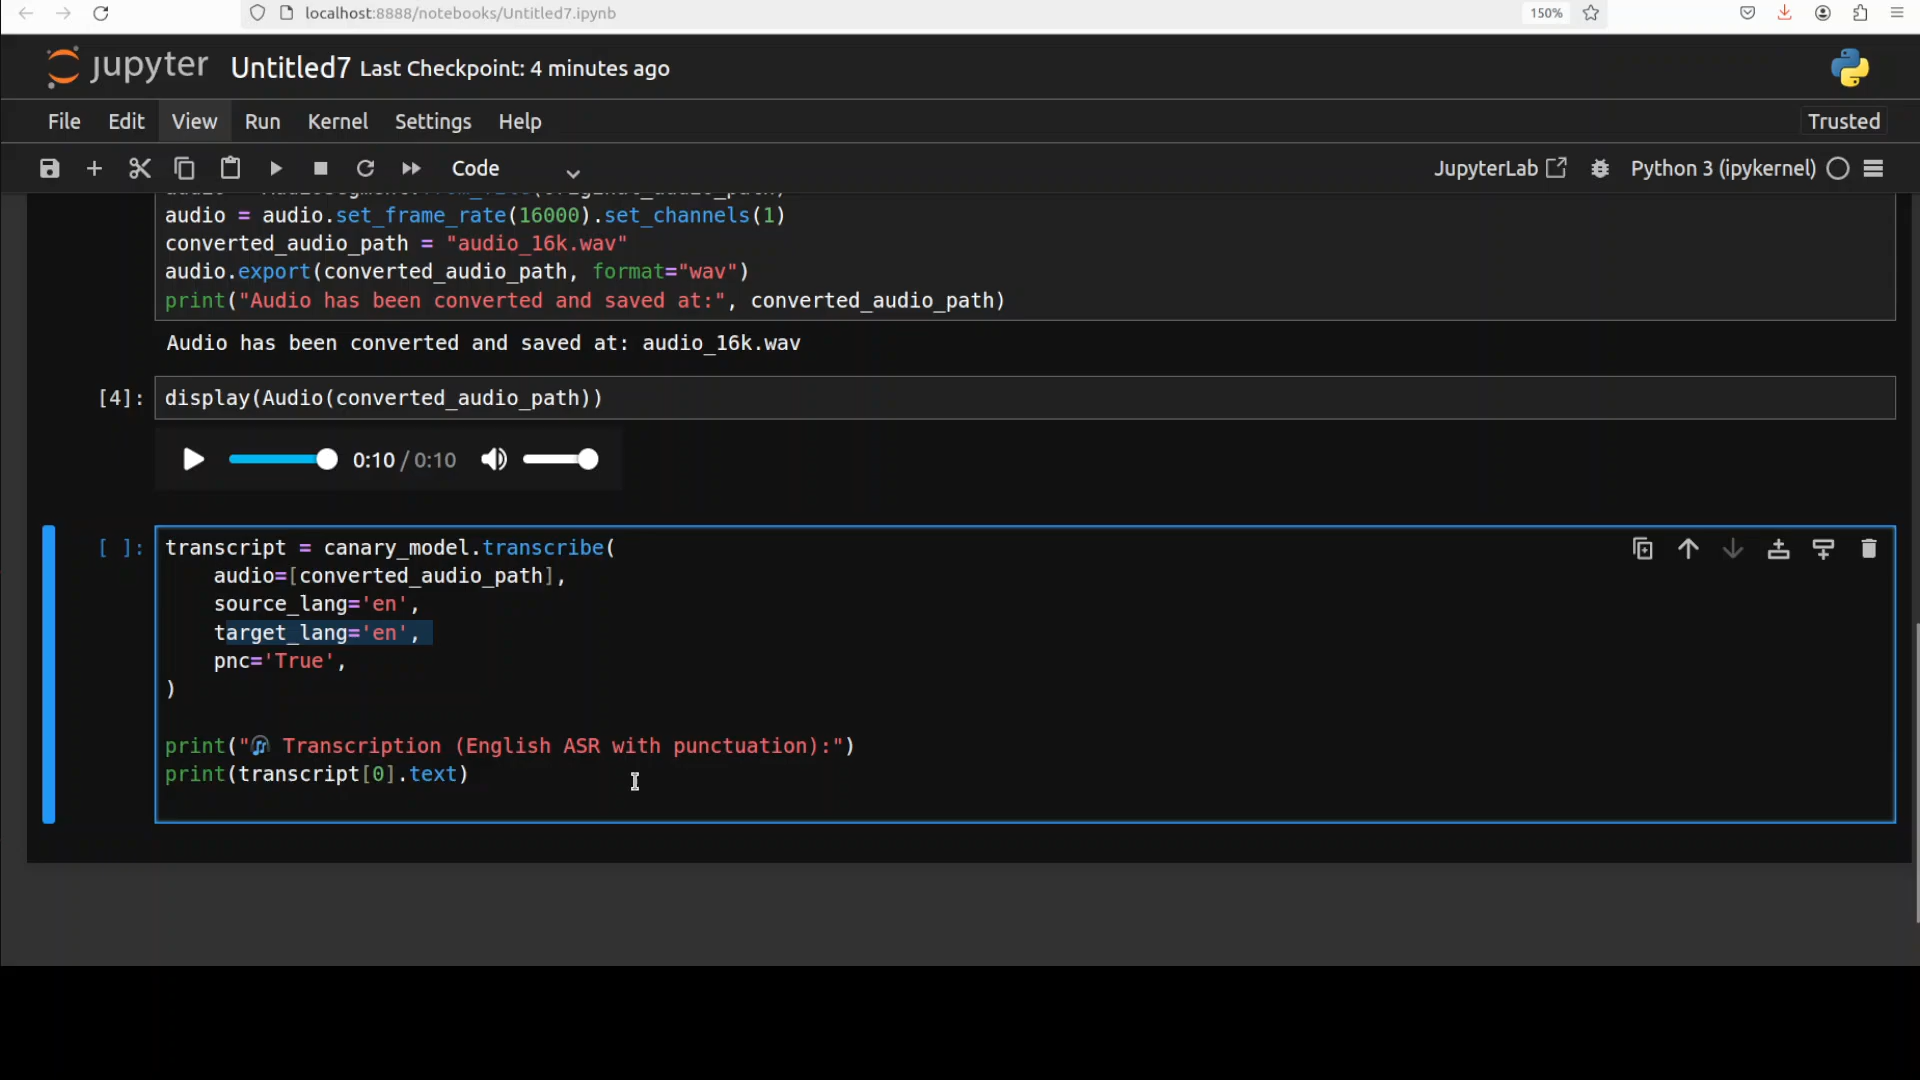 localhost:8888/notebooks/Untitled7.ipynb
150%
jupyter Untitled7 Last Checkpoint: 4 minutes ago
File Edit View Run Kernel Settings Help
Trusted
Code
JupyterLab
Python 3 (ipykernel)
audio = audio.set_frame_rate(16000).set_channels(1)
converted_audio_path = "audio_16k.wav"
audio.export(converted_audio_path, format="wav")
print("Audio has been converted and saved at:", converted_audio_path)
Audio has been converted and saved at: audio_16k.wav
[4]: display(Audio(converted_audio_path))
0:10 / 0:10
[ ]: transcript = canary_model.transcribe(
audio=[converted_audio_path],
source_lang='en',
target_lang='en',
pnc='True',
)
print("🎧 Transcription (English ASR with punctuation):")
print(transcript[0].text)